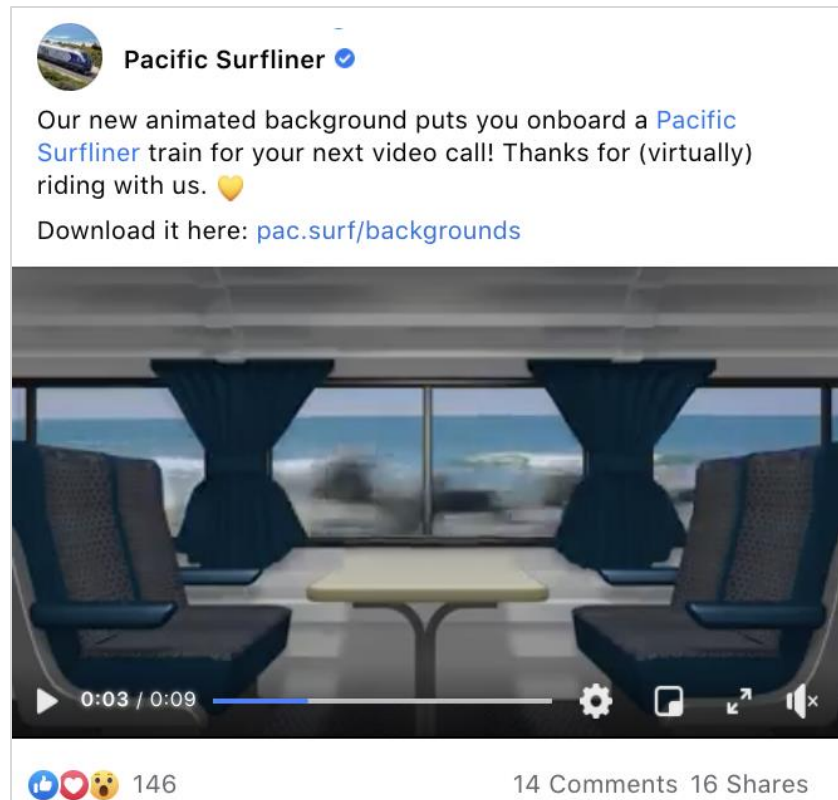 Pacific Surfliner
Our new animated background puts you onboard a Pacific
Surfliner train for your next video call! Thanks for (virtually)
riding with us. 💛
Download it here: pac.surf/backgrounds
0:03 / 0:09
146
14 Comments 16 Shares